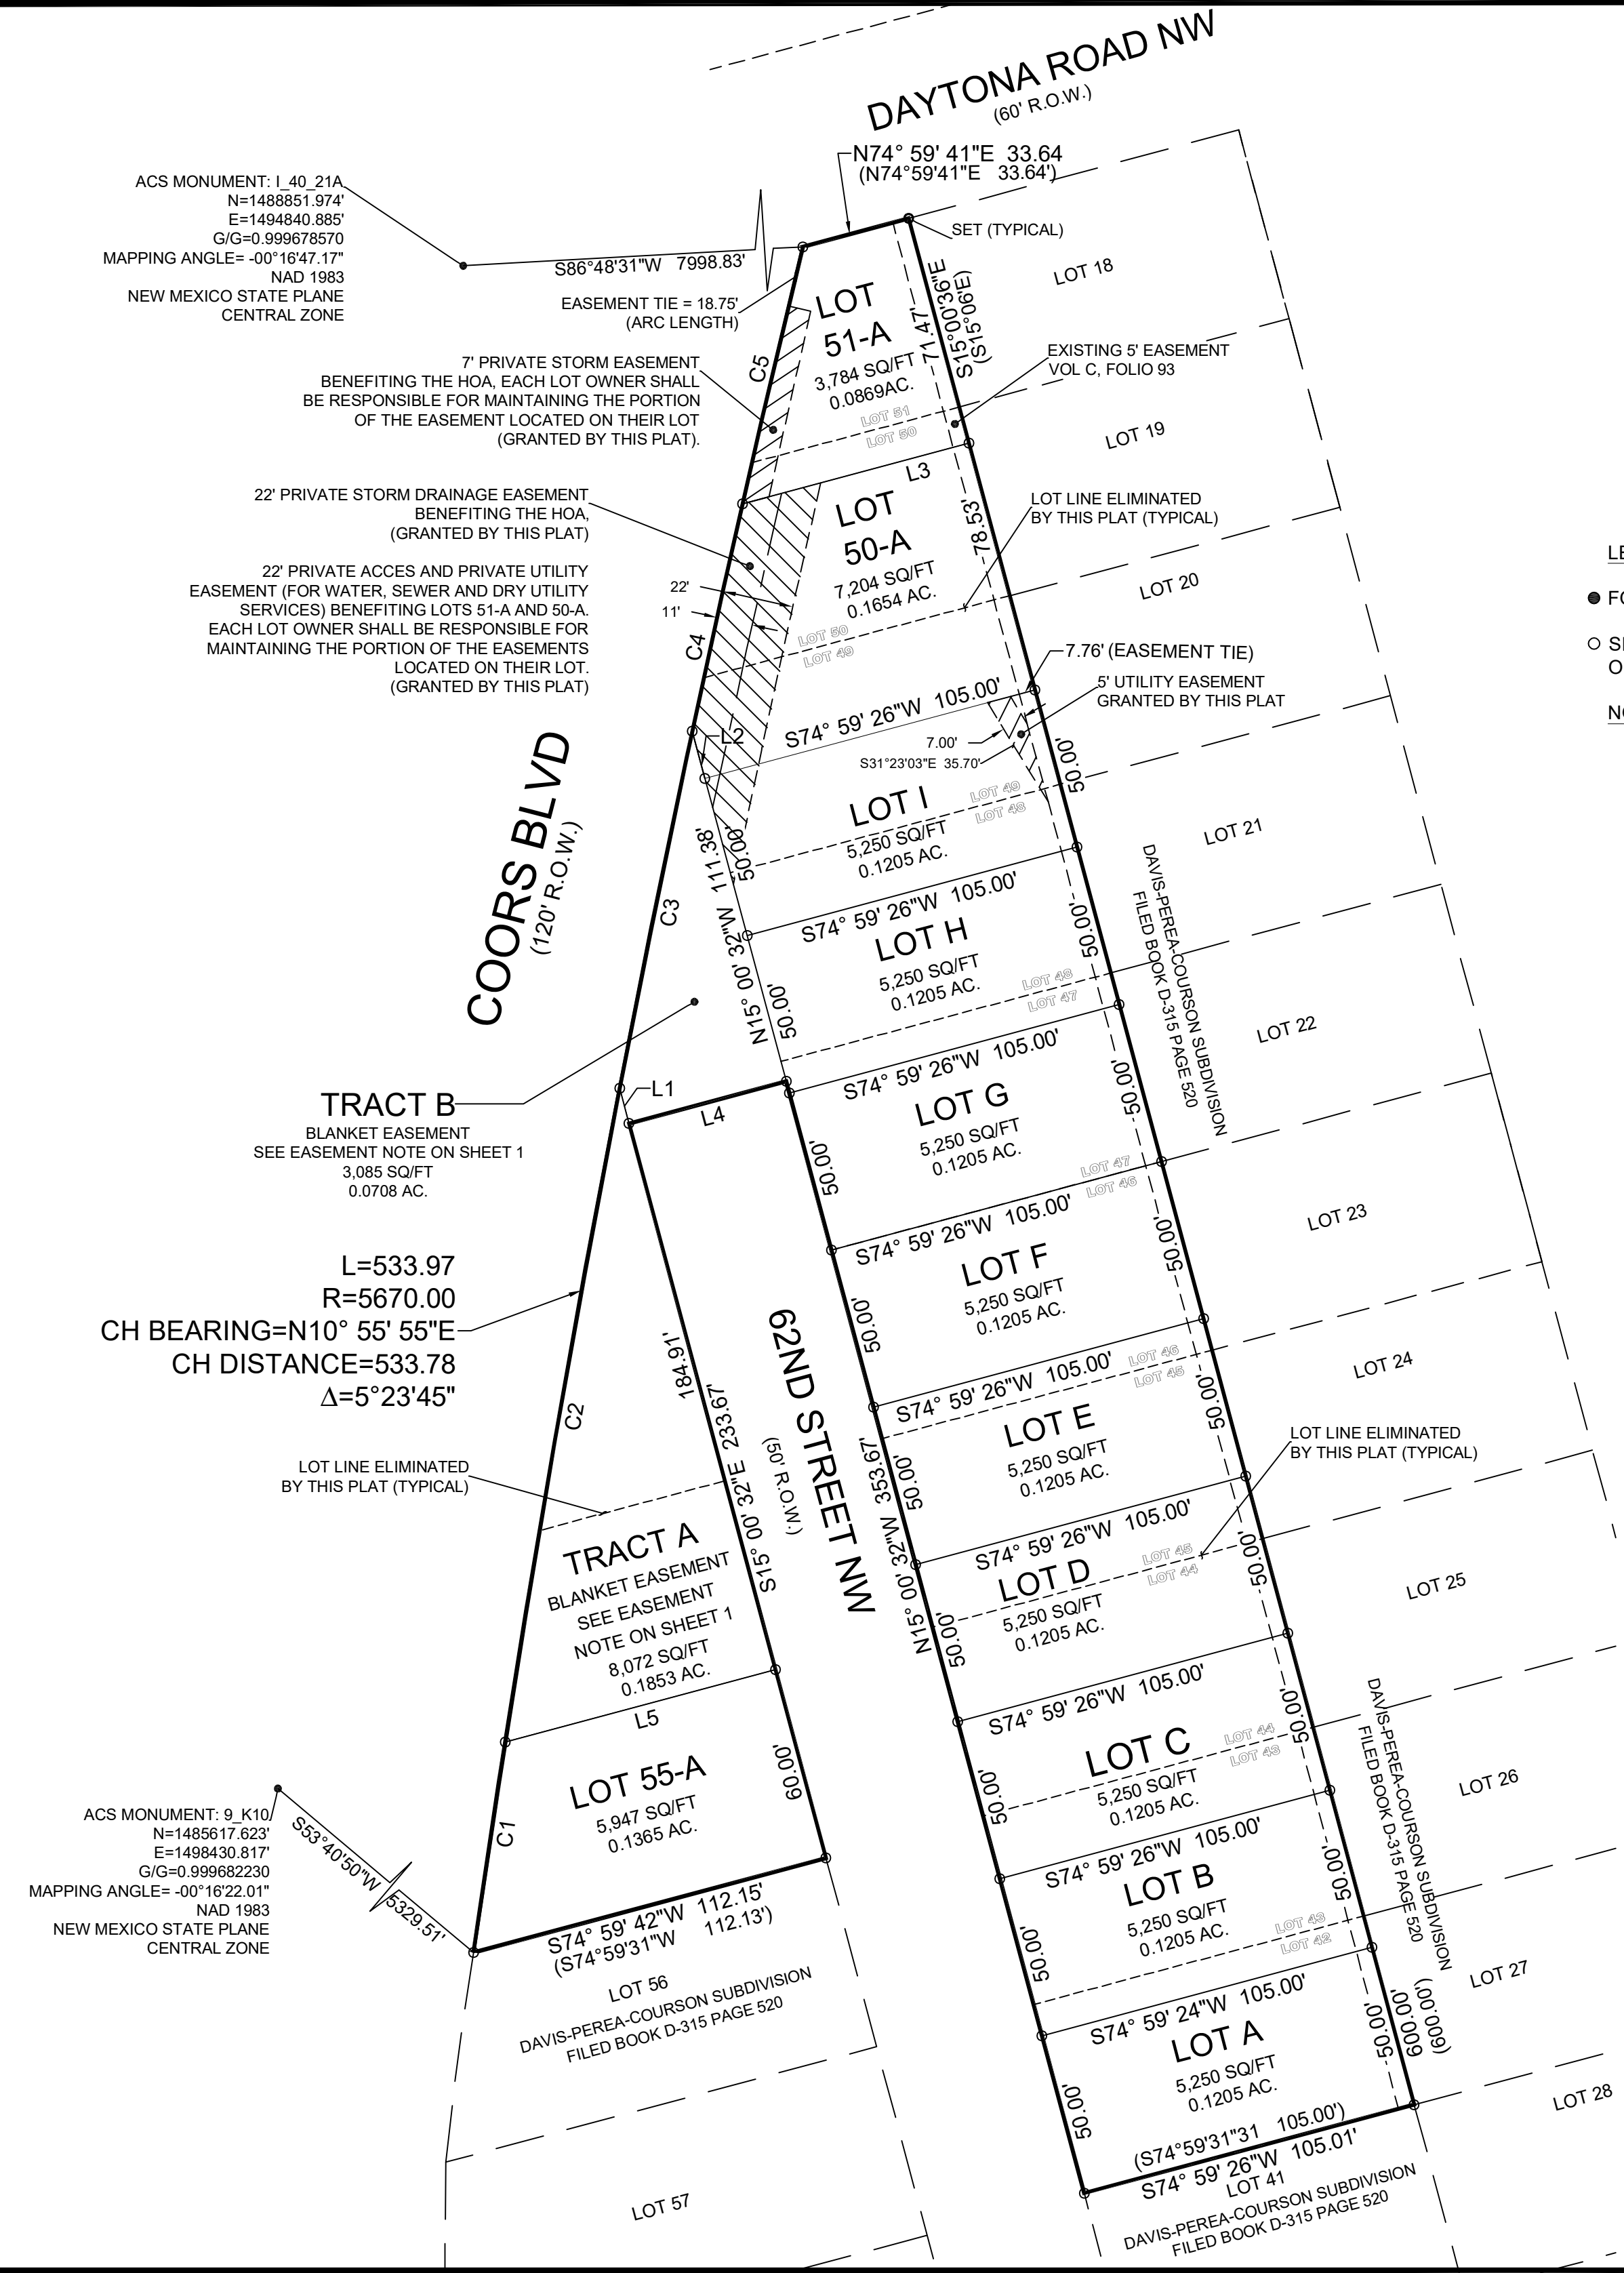 DAYTONA ROAD NW
(60' R.O.W.)
N74° 59' 41"E 33.64
(N74°59'41"E 33.64')
ACS MONUMENT: I_40_21A
N=1488851.974'
E=1494840.885'
G/G=0.999678570
MAPPING ANGLE= -00°16'47.17"
NAD 1983
NEW MEXICO STATE PLANE
CENTRAL ZONE
S86°48'31"W 7998.83'
EASEMENT TIE = 18.75'
(ARC LENGTH)
SET (TYPICAL)
LOT
51-A
3,784 SQ/FT
0.0869AC.
71.47'
S15°00'36"E
(S15°06'E)
LOT 18
C5
7' PRIVATE STORM EASEMENT
BENEFITING THE HOA, EACH LOT OWNER SHALL
BE RESPONSIBLE FOR MAINTAINING THE PORTION
OF THE EASEMENT LOCATED ON THEIR LOT
(GRANTED BY THIS PLAT).
EXISTING 5' EASEMENT
VOL C, FOLIO 93
LOT 51
LOT 50
LOT 19
L3
22' PRIVATE STORM DRAINAGE EASEMENT
BENEFITING THE HOA,
(GRANTED BY THIS PLAT)
LOT
50-A
7,204 SQ/FT
0.1654 AC.
78.53'
LOT LINE ELIMINATED
BY THIS PLAT (TYPICAL)
LOT 20
22' PRIVATE ACCES AND PRIVATE UTILITY
EASEMENT (FOR WATER, SEWER AND DRY UTILITY
SERVICES) BENEFITING LOTS 51-A AND 50-A.
EACH LOT OWNER SHALL BE RESPONSIBLE FOR
MAINTAINING THE PORTION OF THE EASEMENTS
LOCATED ON THEIR LOT.
(GRANTED BY THIS PLAT)
22'
11'
C4
LOT 50
LOT 49
7.76' (EASEMENT TIE)
5' UTILITY EASEMENT
GRANTED BY THIS PLAT
S74° 59' 26"W 105.00'
L2
7.00'
S31°23'03"E 35.70'
50.00'
COORS BLVD
(120' R.O.W.)
LOT I
5,250 SQ/FT
0.1205 AC.
LOT 49
LOT 48
50.00'
LOT 21
C3
N15° 00' 32"W 111.38'
S74° 59' 26"W 105.00'
LOT H
5,250 SQ/FT
0.1205 AC.
LOT 48
LOT 47
50.00'
50.00'
DAVIS-PEREA-COURSON SUBDIVISION
FILED BOOK D-315 PAGE 520
LOT 22
TRACT B
BLANKET EASEMENT
SEE EASEMENT NOTE ON SHEET 1
3,085 SQ/FT
0.0708 AC.
L1
L4
S74° 59' 26"W 105.00'
LOT G
5,250 SQ/FT
0.1205 AC.
LOT 47
LOT 46
50.00'
50.00'
LOT 23
L=533.97
R=5670.00
CH BEARING=N10° 55' 55"E
CH DISTANCE=533.78
Δ=5°23'45"
S74° 59' 26"W 105.00'
LOT F
5,250 SQ/FT
0.1205 AC.
50.00'
50.00'
62ND STREET NW
(50' R.O.W.)
184.91'
S15° 00' 32"E 233.67'
LOT 46
LOT 45
LOT 24
C2
S74° 59' 26"W 105.00'
LOT E
5,250 SQ/FT
0.1205 AC.
50.00'
50.00'
N15° 00' 32"W 353.67'
LOT LINE ELIMINATED
BY THIS PLAT (TYPICAL)
LOT LINE ELIMINATED
BY THIS PLAT (TYPICAL)
S74° 59' 26"W 105.00'
LOT D
5,250 SQ/FT
0.1205 AC.
LOT 45
LOT 44
50.00'
50.00'
LOT 25
TRACT A
BLANKET EASEMENT
SEE EASEMENT
NOTE ON SHEET 1
8,072 SQ/FT
0.1853 AC.
L5
S74° 59' 26"W 105.00'
LOT C
5,250 SQ/FT
0.1205 AC.
LOT 44
LOT 43
50.00'
50.00'
DAVIS-PEREA-COURSON SUBDIVISION
FILED BOOK D-315 PAGE 520
LOT 26
LOT 55-A
5,947 SQ/FT
0.1365 AC.
60.00'
C1
ACS MONUMENT: 9_K10
N=1485617.623'
E=1498430.817'
G/G=0.999682230
MAPPING ANGLE= -00°16'22.01"
NAD 1983
NEW MEXICO STATE PLANE
CENTRAL ZONE
S53°40'50"W 5329.51'
S74° 59' 42"W 112.15'
(S74°59'31"W 112.13')
S74° 59' 26"W 105.00'
LOT B
5,250 SQ/FT
0.1205 AC.
LOT 43
LOT 42
50.00'
50.00'
LOT 27
LOT 56
DAVIS-PEREA-COURSON SUBDIVISION
FILED BOOK D-315 PAGE 520
S74° 59' 24"W 105.00'
LOT A
5,250 SQ/FT
0.1205 AC.
50.00'
50.00'
600.00'
(600.00')
LOT 28
(S74°59'31"31 105.00')
S74° 59' 26"W 105.01'
LOT 41
DAVIS-PEREA-COURSON SUBDIVISION
FILED BOOK D-315 PAGE 520
LOT 57